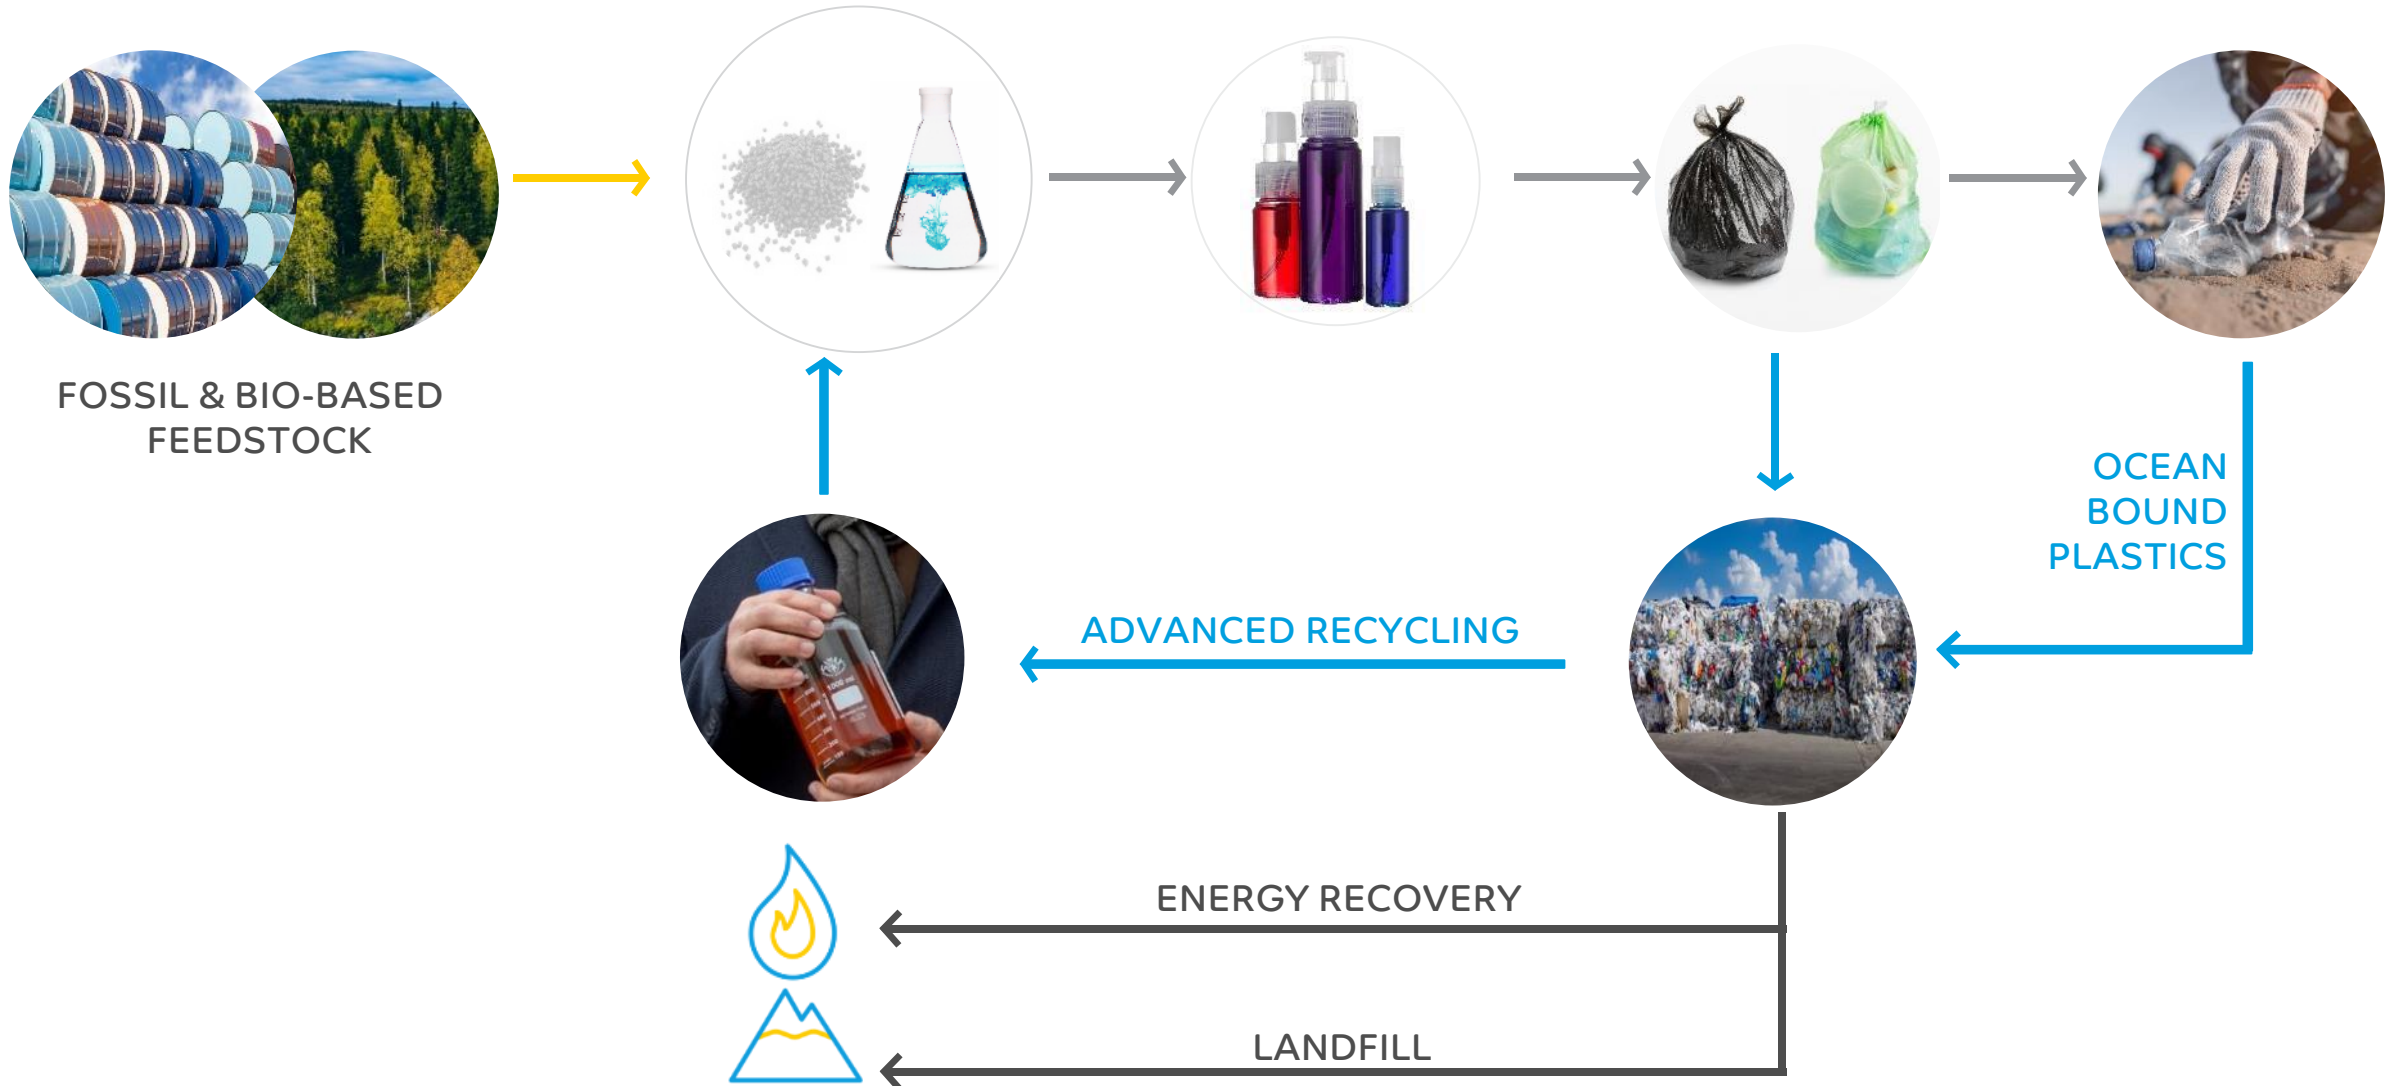 FOSSIL & BIO-BASED
FEEDSTOCK
OCEAN
BOUND
PLASTICS
ADVANCED RECYCLING
ENERGY RECOVERY
LANDFILL